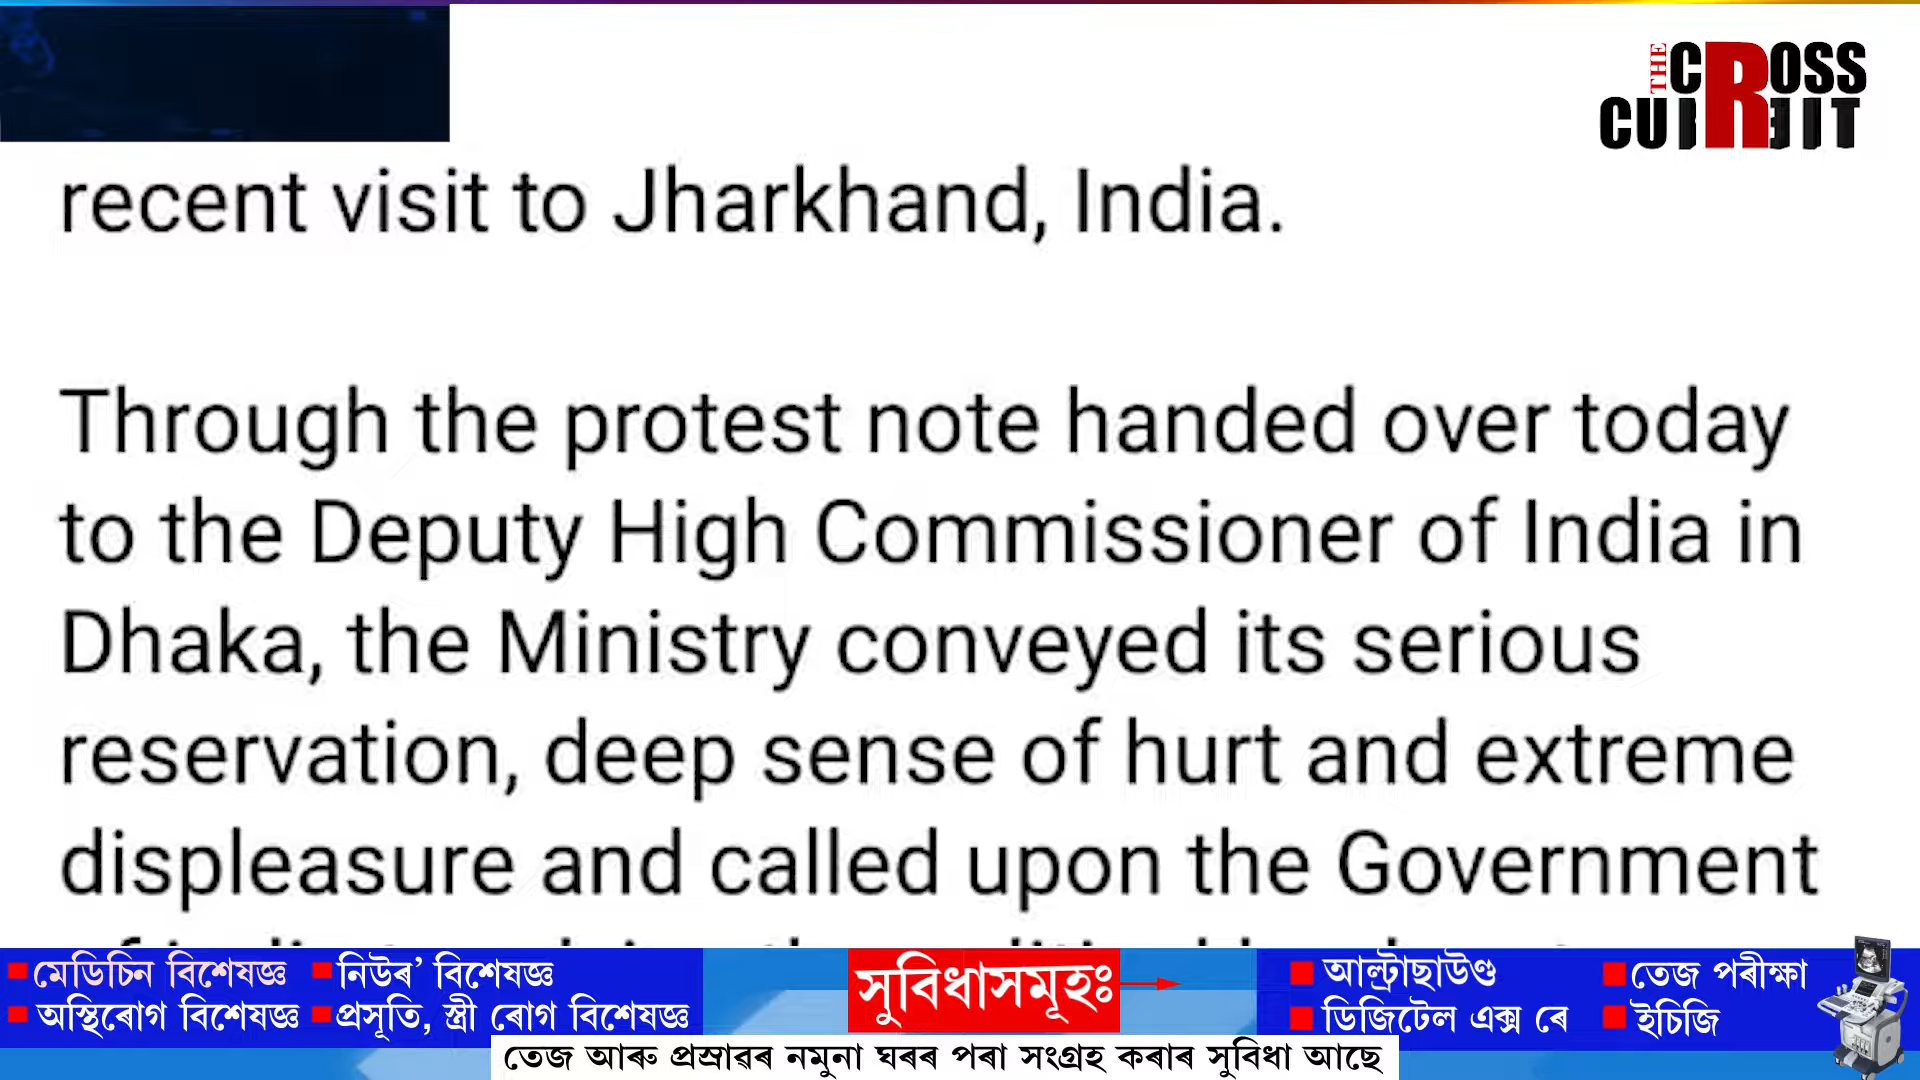 THE CROSS
CURRENT
recent visit to Jharkhand, India.
Through the protest note handed over today
to the Deputy High Commissioner of India in
Dhaka, the Ministry conveyed its serious
reservation, deep sense of hurt and extreme
displeasure and called upon the Government
মেডিচিন বিশেষজ্ঞ
নিউৰ’ বিশেষজ্ঞ
অস্থিৰোগ বিশেষজ্ঞ
প্ৰসূতি, স্ত্ৰী ৰোগ বিশেষজ্ঞ
সুবিধাসমূহঃ
আল্ট্ৰাছাউণ্ড
তেজ পৰীক্ষা
ডিজিটেল এক্স ৰে
ইচিজি
তেজ আৰু প্ৰস্ৰাৱৰ নমুনা ঘৰৰ পৰা সংগ্ৰহ কৰাৰ সুবিধা আছে